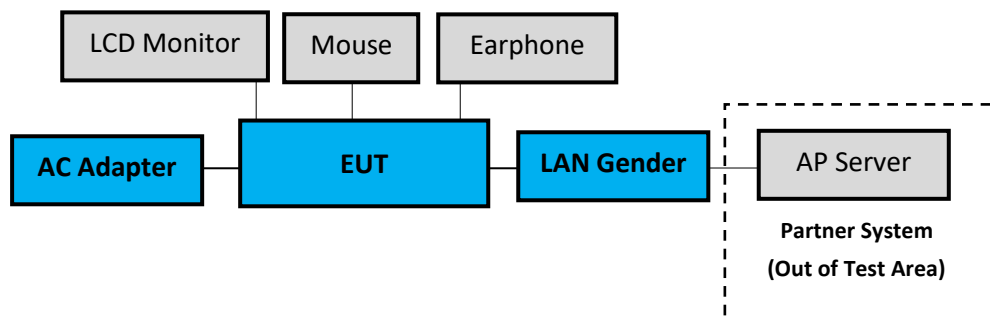 LCD Monitor
Mouse
Earphone
AC Adapter
EUT
LAN Gender
AP Server
Partner System
(Out of Test Area)